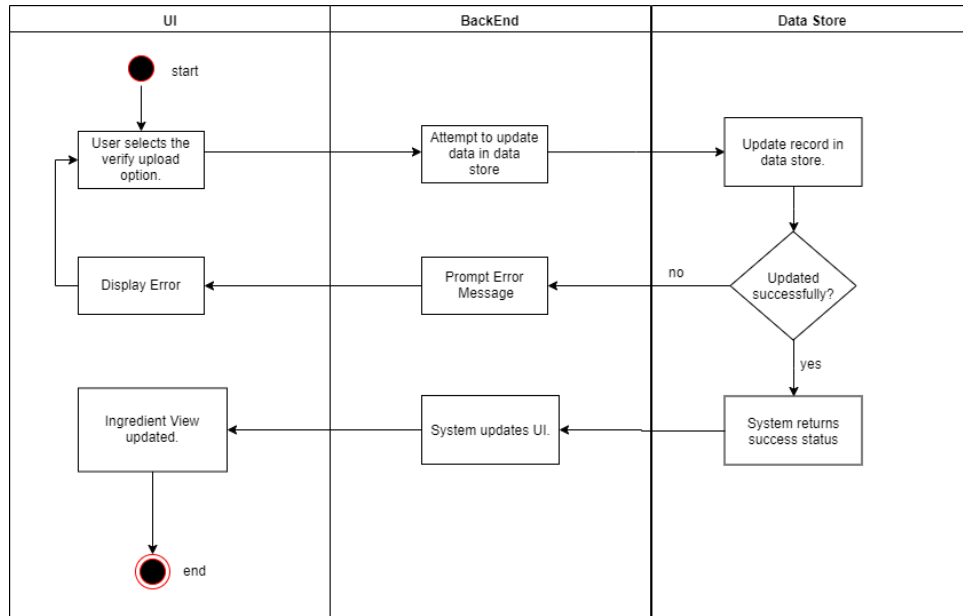 UI
BackEnd
Data Store
start
User selects the
verify upload
option.
Attempt to update
data in data
store
Update record in
data store.
Display Error
Prompt Error
Message
no
Updated
successfully?
yes
Ingredient View
updated.
System updates UI.
System returns
success status
end